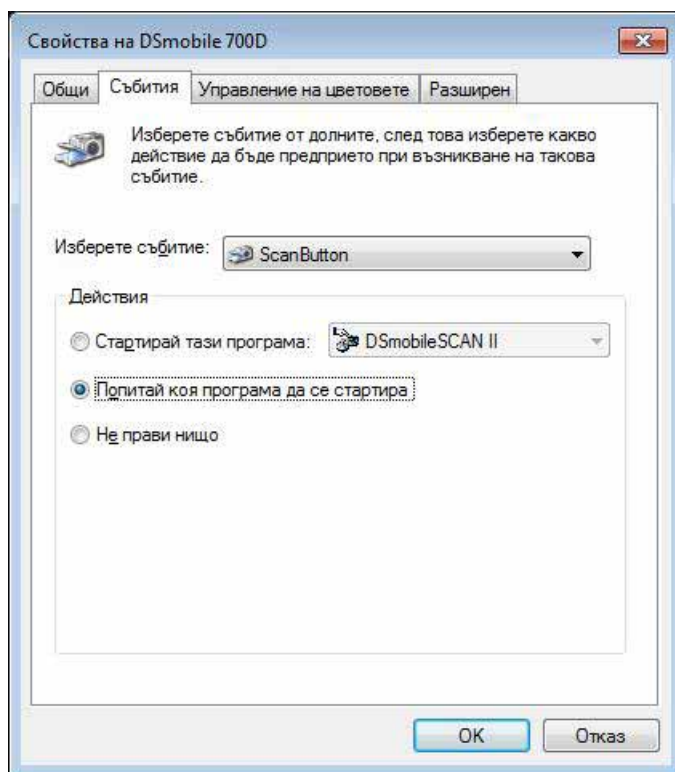 Свойства на DSmobile 700D
Общи Събития Управление на цветовете Разширен
Изберете събитие от долните, след това изберете какво
действие да бъде предприето при възникване на такова
събитие.
Изберете събитие: ScanButton
Действия
Стартирай тази програма: DSmobileSCAN II
Попитай коя програма да се стартира
Не прави нищо
OK Отказ